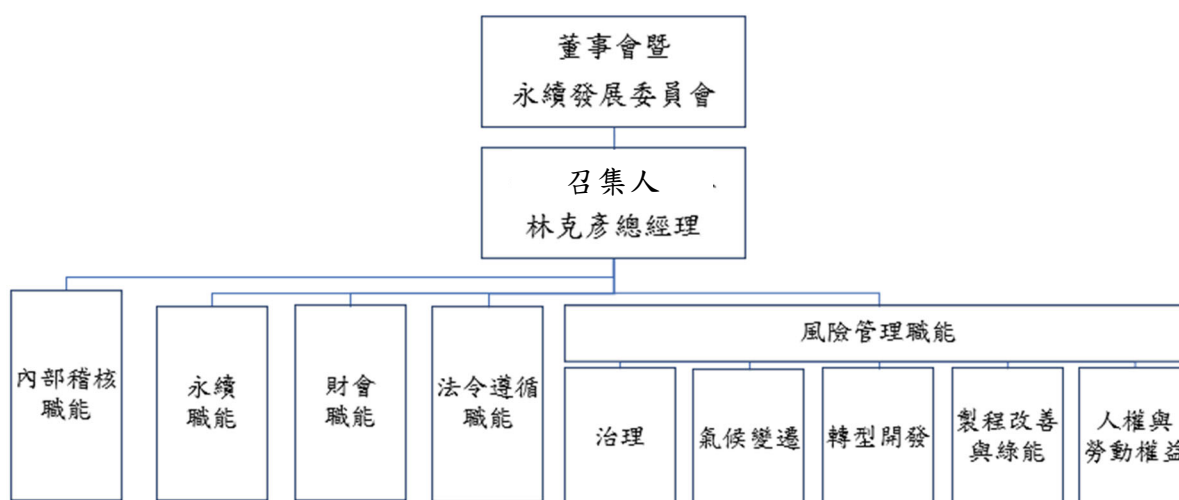 董事會暨
永續發展委員會
召集人
林克彥總經理
內部稽核
職能
永續
職能
財會
職能
法令遵循
職能
風險管理職能
治理
氣候變遷
轉型開發
製程改善
與綠能
人權與
勞動權益